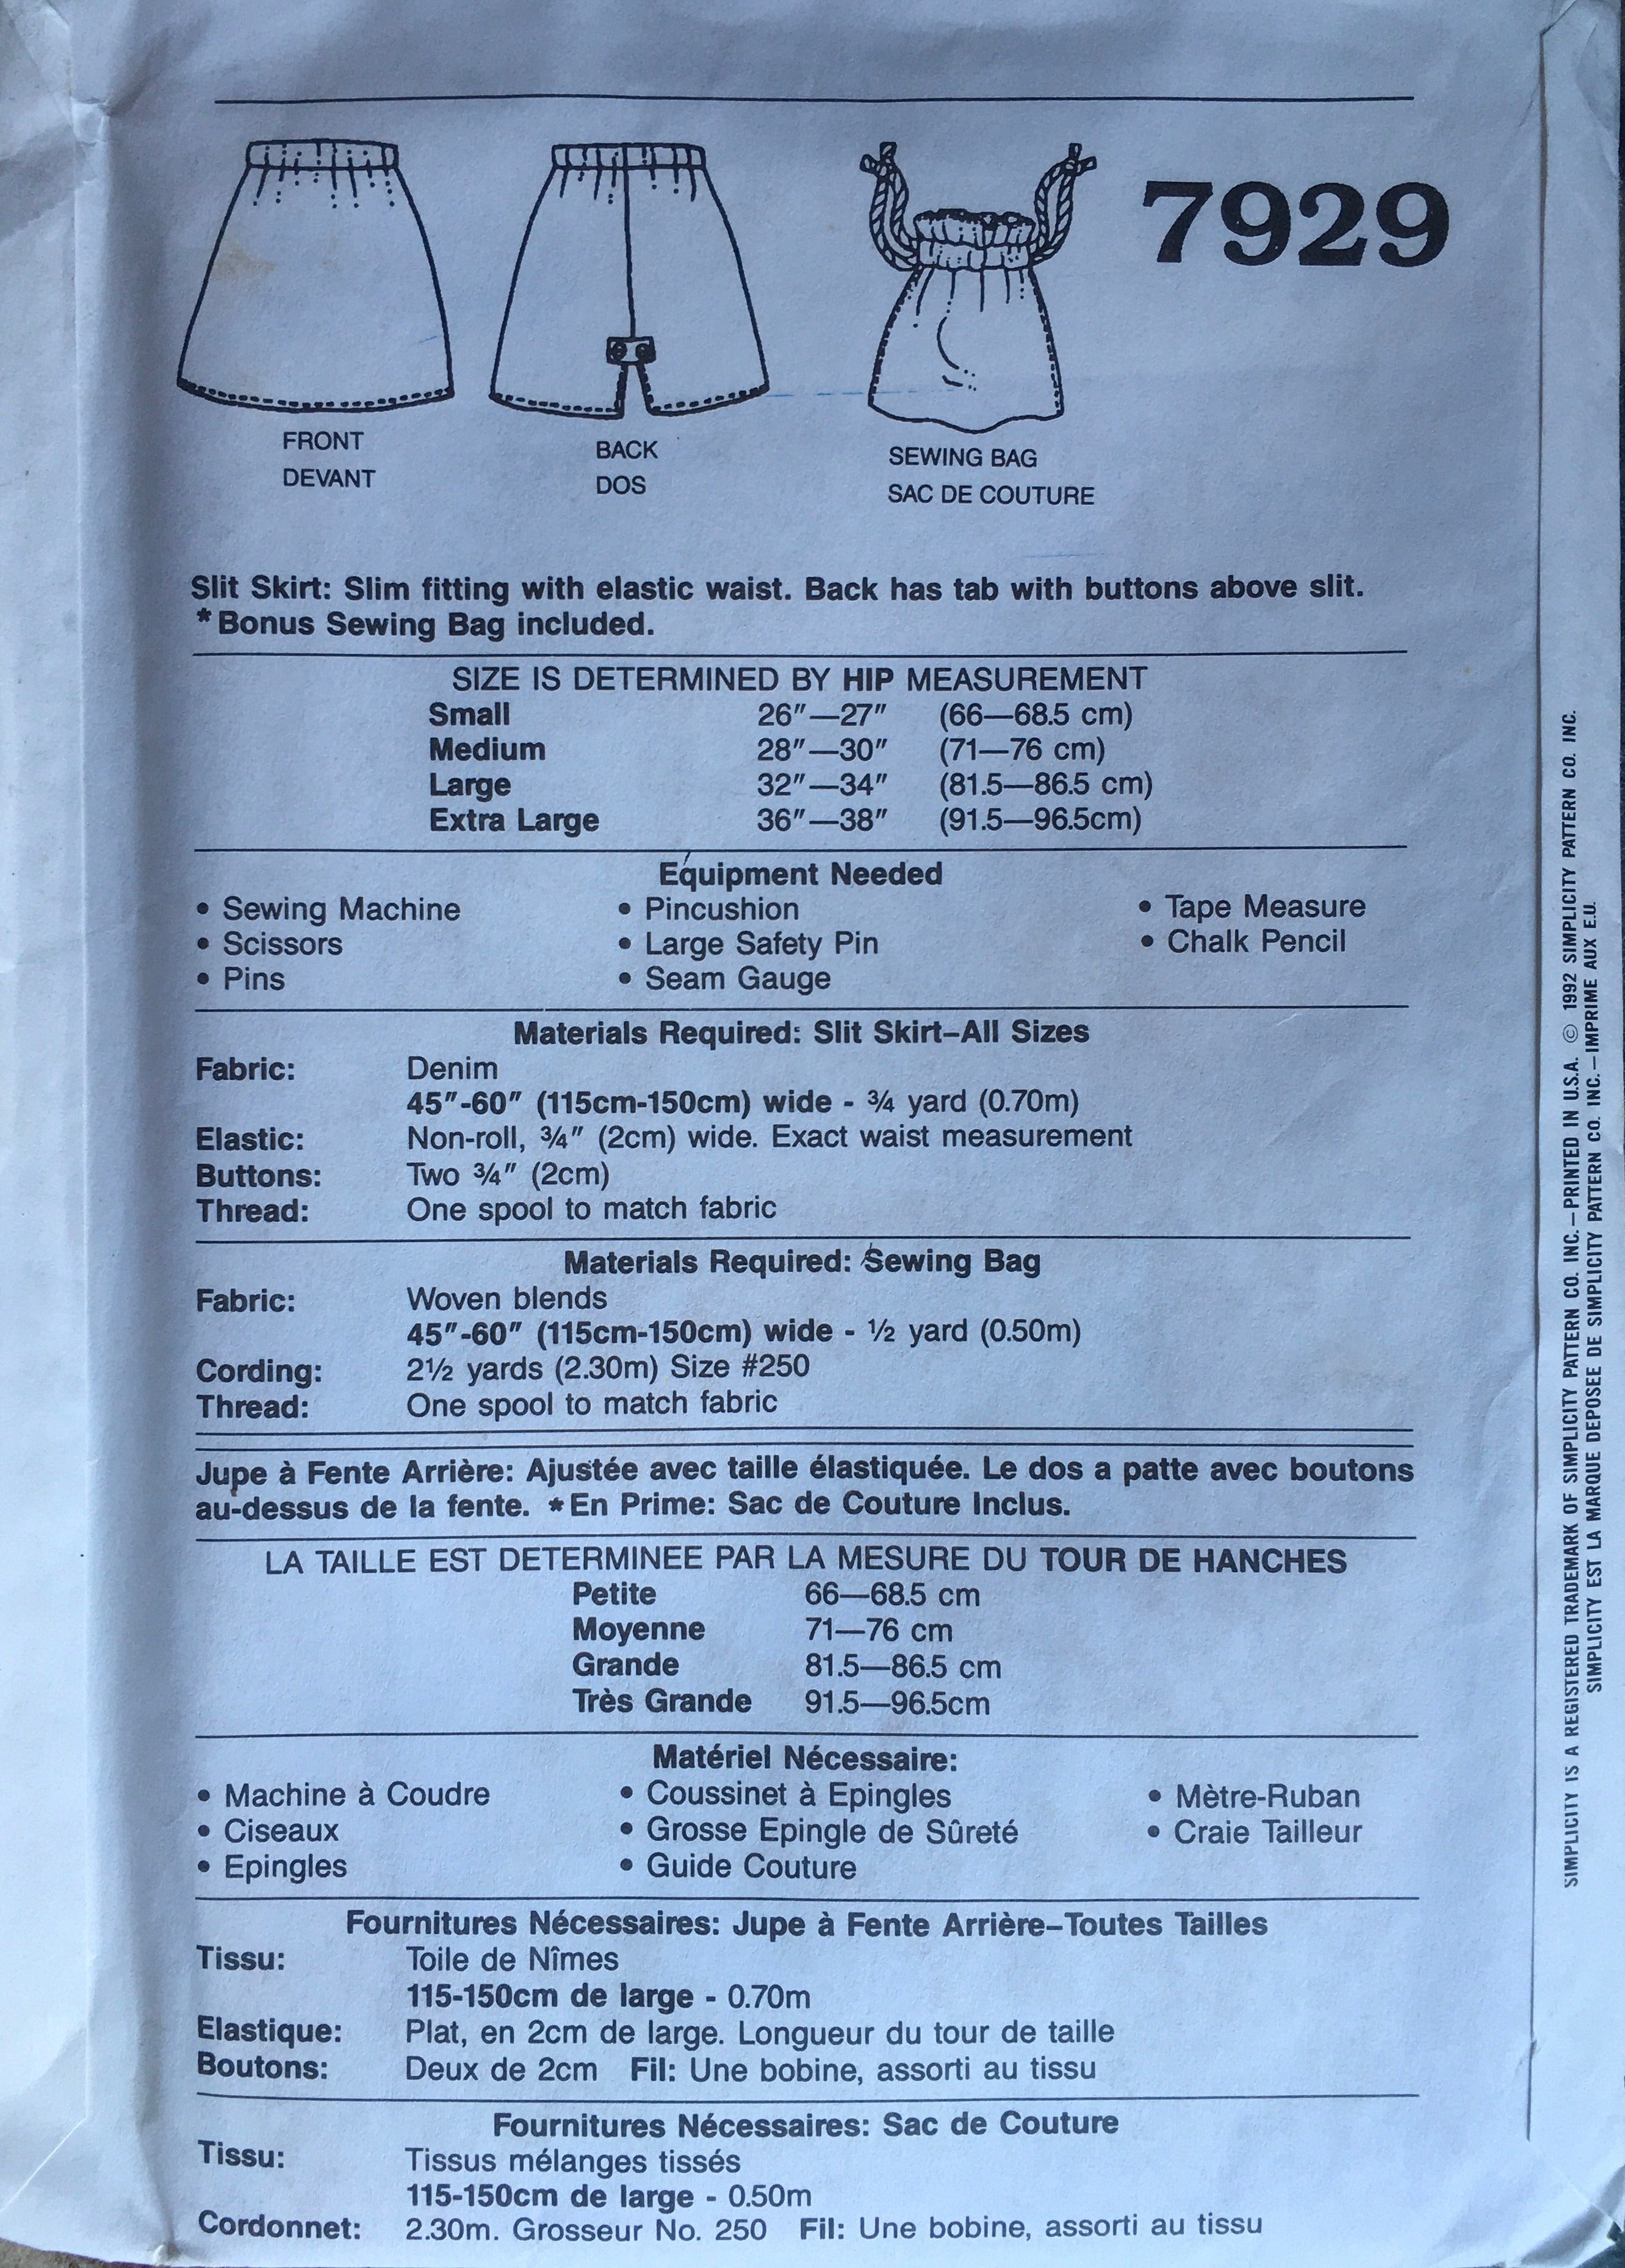 7929
FRONT
DEVANT
BACK
DOS
SEWING BAG
SAC DE COUTURE
Slit Skirt: Slim fitting with elastic waist. Back has tab with buttons above slit.
*Bonus Sewing Bag included.
SIZE IS DETERMINED BY HIP MEASUREMENT
Small 26″—27″ (66—68.5 cm)
Medium 28″—30″ (71—76 cm)
Large 32″—34″ (81.5—86.5 cm)
Extra Large 36″—38″ (91.5—96.5cm)
Equipment Needed
• Sewing Machine • Pincushion • Tape Measure
• Scissors • Large Safety Pin • Chalk Pencil
• Pins • Seam Gauge
Materials Required: Slit Skirt–All Sizes
Fabric: Denim
45″-60″ (115cm-150cm) wide - ¾ yard (0.70m)
Elastic: Non-roll, ¾″ (2cm) wide. Exact waist measurement
Buttons: Two ¾″ (2cm)
Thread: One spool to match fabric
Materials Required: Sewing Bag
Fabric: Woven blends
45″-60″ (115cm-150cm) wide - ½ yard (0.50m)
Cording: 2½ yards (2.30m) Size #250
Thread: One spool to match fabric
Jupe à Fente Arrière: Ajustée avec taille élastiquée. Le dos a patte avec boutons
au-dessus de la fente. *En Prime: Sac de Couture Inclus.
LA TAILLE EST DETERMINEE PAR LA MESURE DU TOUR DE HANCHES
Petite 66—68.5 cm
Moyenne 71—76 cm
Grande 81.5—86.5 cm
Très Grande 91.5—96.5cm
Matériel Nécessaire:
• Machine à Coudre • Coussinet à Epingles • Mètre-Ruban
• Ciseaux • Grosse Epingle de Sûreté • Craie Tailleur
• Epingles • Guide Couture
Fournitures Nécessaires: Jupe à Fente Arrière–Toutes Tailles
Tissu: Toile de Nîmes
115-150cm de large - 0.70m
Elastique: Plat, en 2cm de large. Longueur du tour de taille
Boutons: Deux de 2cm Fil: Une bobine, assorti au tissu
Fournitures Nécessaires: Sac de Couture
Tissu: Tissus mélanges tissés
115-150cm de large - 0.50m
Cordonnet: 2.30m. Grosseur No. 250 Fil: Une bobine, assorti au tissu
SIMPLICITY IS A REGISTERED TRADEMARK OF SIMPLICITY PATTERN CO. INC.—PRINTED IN U.S.A. © 1992 SIMPLICITY PATTERN CO. INC.
SIMPLICITY EST LA MARQUE DEPOSEE DE SIMPLICITY PATTERN CO. INC.—IMPRIME AUX E.U.